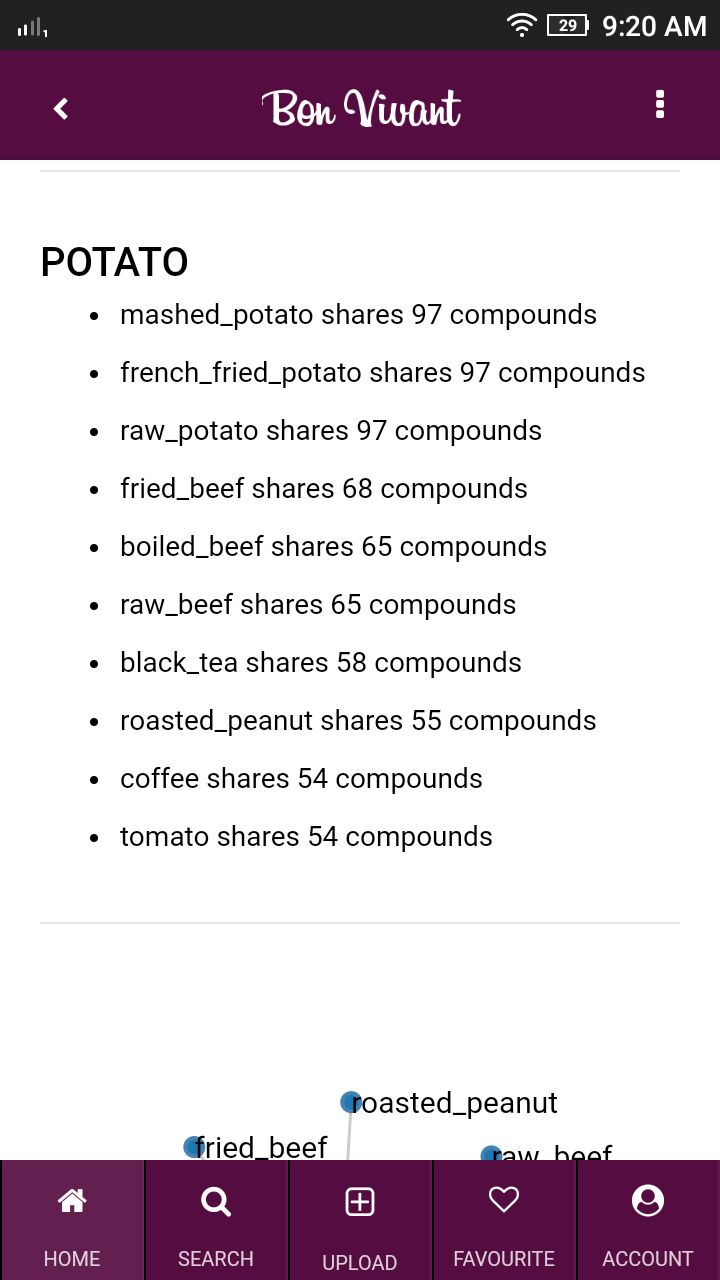 29 9:20 AM
Bon Vivant
POTATO
• mashed_potato shares 97 compounds
• french_fried_potato shares 97 compounds
• raw_potato shares 97 compounds
• fried_beef shares 68 compounds
• boiled_beef shares 65 compounds
• raw_beef shares 65 compounds
• black_tea shares 58 compounds
• roasted_peanut shares 55 compounds
• coffee shares 54 compounds
• tomato shares 54 compounds
roasted_peanut
fried_beef
raw_beef
HOME SEARCH UPLOAD FAVOURITE ACCOUNT